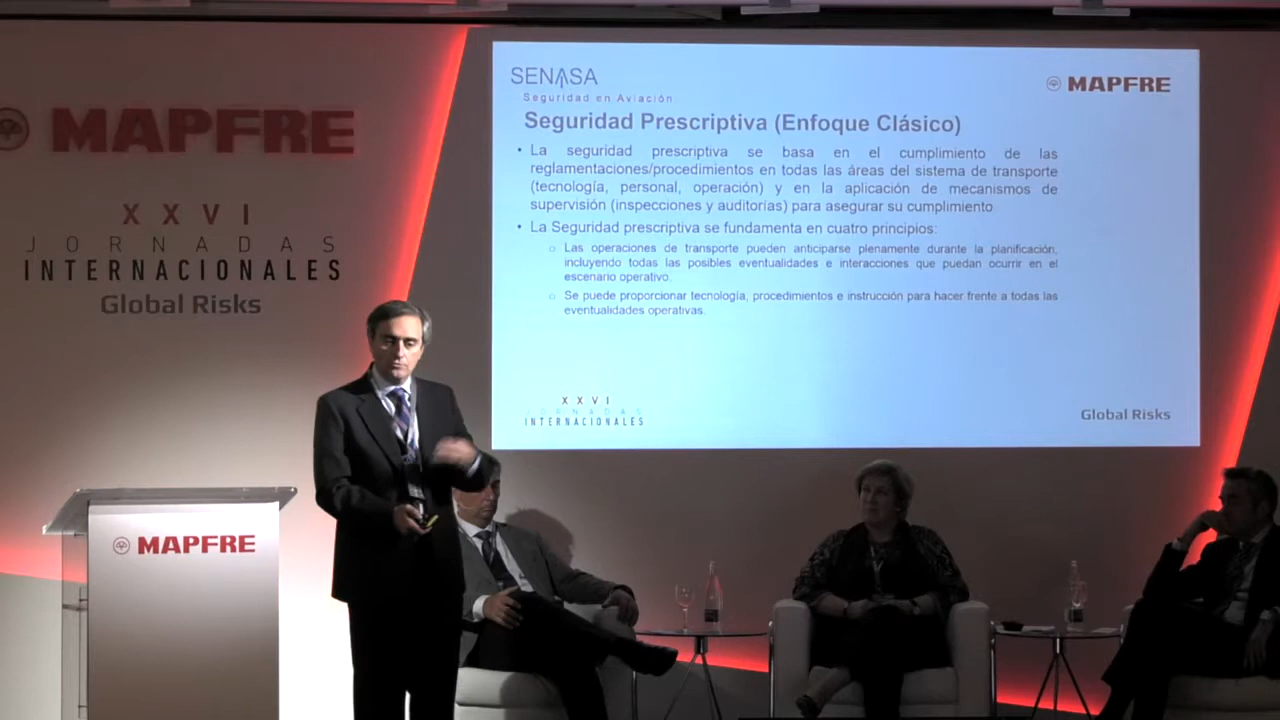 MAPFRE
XXVI
JORNADAS
INTERNACIONALES
Global Risks
MAPFRE
SENASA
Seguridad en Aviación
MAPFRE
Seguridad Prescriptiva (Enfoque Clásico)
• La seguridad prescriptiva se basa en el cumplimiento de las
reglamentaciones/procedimientos en todas las áreas del sistema de transporte
(tecnología, personal, operación) y en la aplicación de mecanismos de
supervisión (inspecciones y auditorías) para asegurar su cumplimiento
• La Seguridad prescriptiva se fundamenta en cuatro principios:
o Las operaciones de transporte pueden anticiparse plenamente durante la planificación,
incluyendo todas las posibles eventualidades e interacciones que puedan ocurrir en el
escenario operativo.
o Se puede proporcionar tecnología, procedimientos e instrucción para hacer frente a todas las
eventualidades operativas.
XXVI
JORNADAS
INTERNACIONALES
Global Risks